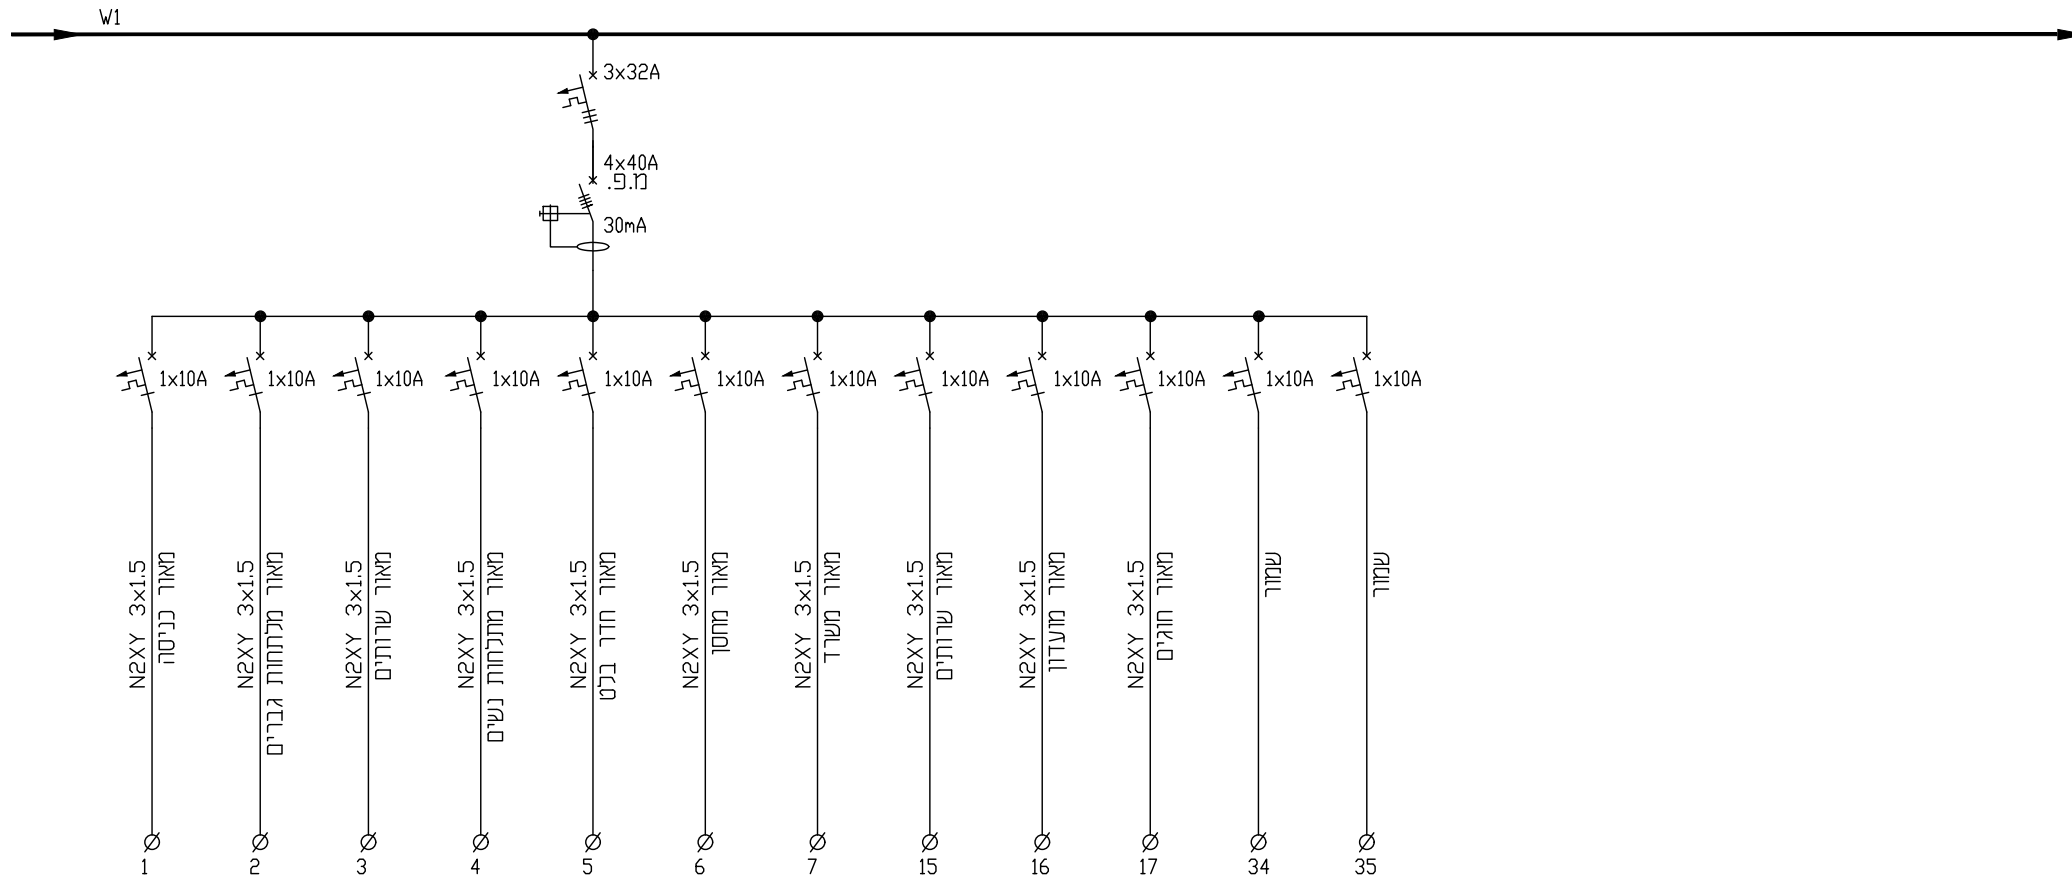 W1
3x32A
4x40A
מ.פ.
30mA
1x10A
1x10A
1x10A
1x10A
1x10A
1x10A
1x10A
1x10A
1x10A
1x10A
1x10A
1x10A
N2XY 3x1.5
מאור כניסה
N2XY 3x1.5
מאור מלתחות גברים
N2XY 3x1.5
מאור שרותים
N2XY 3x1.5
מאור מתלחות נשים
N2XY 3x1.5
מאור חדר בלט
N2XY 3x1.5
מאור מחסן
N2XY 3x1.5
מאור משרד
N2XY 3x1.5
מאור שרותים
N2XY 3x1.5
מאור מועדון
N2XY 3x1.5
מאור חוגים
שמור
שמור
1
2
3
4
5
6
7
15
16
17
34
35